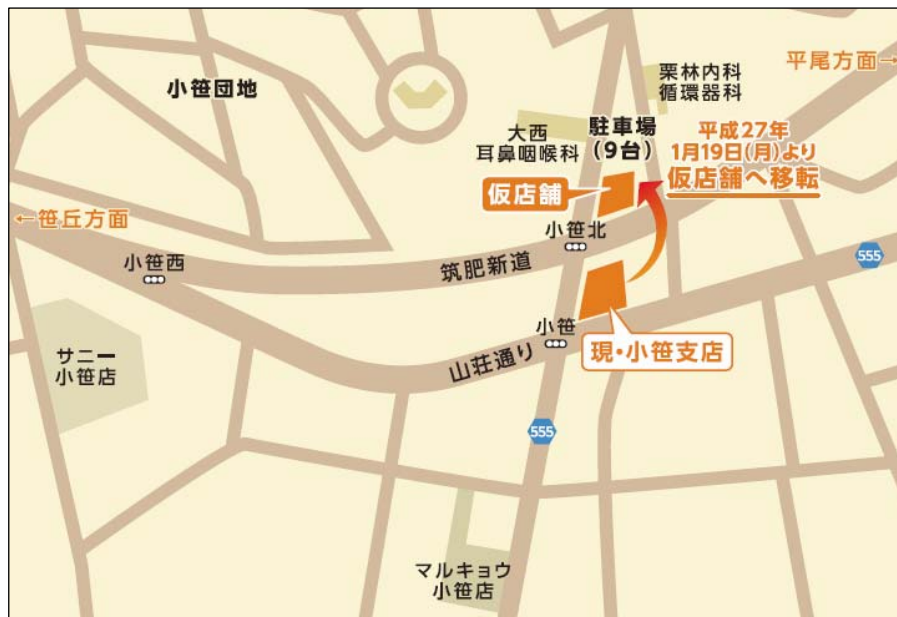 小笹団地
栗林内科
循環器科
平尾方面→
大西
耳鼻咽喉科
駐車場
(9台)
平成27年
1月19日(月)より
仮店舗へ移転
仮店舗
←笹丘方面
小笹北
小笹西
筑肥新道
555
小笹
現・小笹支店
サニー
小笹店
山荘通り
555
マルキョウ
小笹店